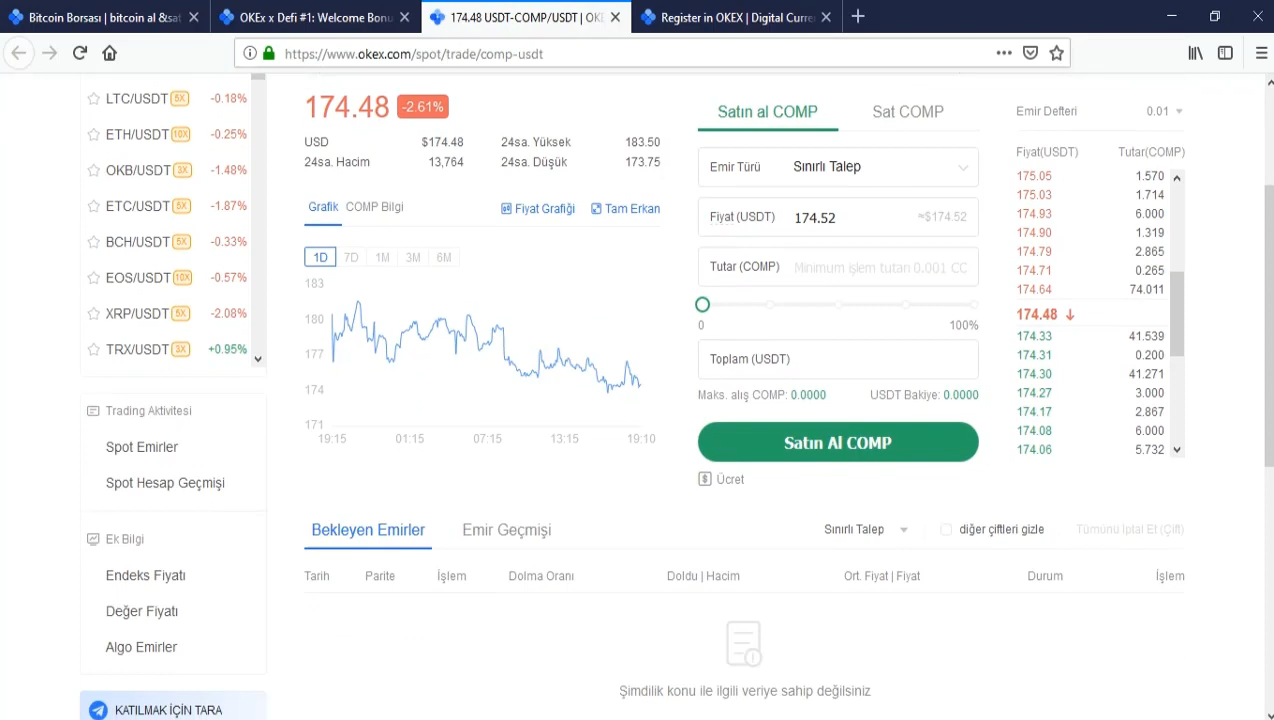 Bitcoin Borsası | bitcoin al &sat
OKEx x Defi #1: Welcome Bonu
174.48 USDT-COMP/USDT | OKE
Register in OKEX | Digital Curre
https://www.okex.com/spot/trade/comp-usdt
LTC/USDT 5X -0.18%
ETH/USDT 10X -0.25%
OKB/USDT 3X -1.48%
ETC/USDT 5X -1.87%
BCH/USDT 5X -0.33%
EOS/USDT 10X -0.57%
XRP/USDT 5X -2.08%
TRX/USDT 3X +0.95%
Trading Aktivitesi
Spot Emirler
Spot Hesap Geçmişi
Ek Bilgi
Endeks Fiyatı
Değer Fiyatı
Algo Emirler
KATILMAK İÇİN TARA
174.48 -2.61%
USD $174.48 24sa. Yüksek 183.50
24sa. Hacim 13,764 24sa. Düşük 173.75
Grafik COMP Bilgi Fiyat Grafiği Tam Erkan
1D 7D 1M 3M 6M
183
180
177
174
171
19:15 01:15 07:15 13:15 19:10
Satın al COMP Sat COMP
Emir Türü Sınırlı Talep
Fiyat (USDT) 174.52 ≈$174.52
Tutar (COMP) Minimum işlem tutarı 0.001 CC
0 100%
Toplam (USDT)
Maks. alış COMP: 0.0000 USDT Bakiye: 0.0000
Satın Al COMP
Ücret
Emir Defteri 0.01
Fiyat(USDT) Tutar(COMP)
175.05 1.570
175.03 1.714
174.93 6.000
174.90 1.319
174.79 2.865
174.71 0.265
174.64 74.011
174.48 ↓
174.33 41.539
174.31 0.200
174.30 41.271
174.27 3.000
174.17 2.867
174.08 6.000
174.06 5.732
Bekleyen Emirler Emir Geçmişi Sınırlı Talep diğer çiftleri gizle Tümünü İptal Et (Çift)
Tarih Parite İşlem Dolma Oranı Doldu | Hacim Ort. Fiyat | Fiyat Durum İşlem
Şimdilik konu ile ilgili veriye sahip değilsiniz